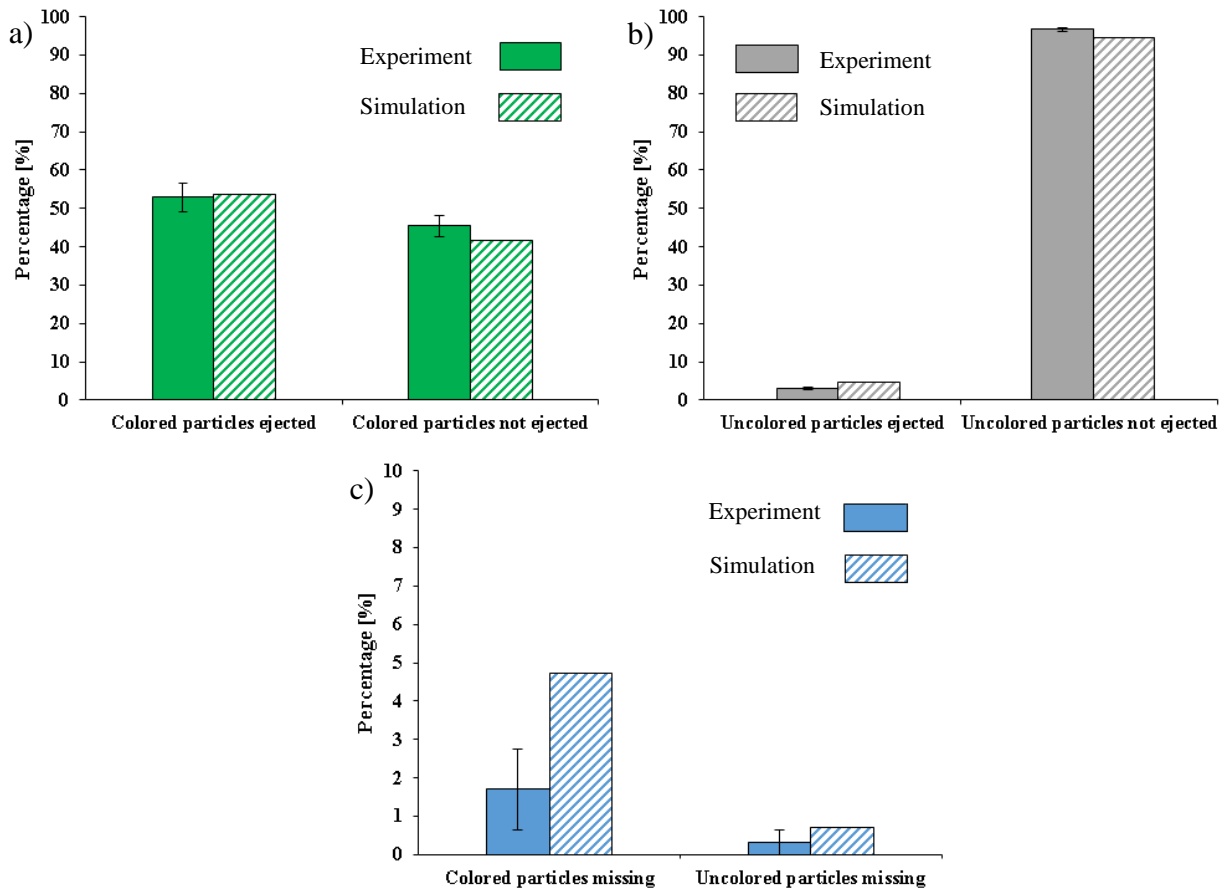 a)
Percentage [%]
100
90
80
70
60
50
40
30
20
10
0
Experiment
Simulation
Colored particles ejected
Colored particles not ejected
b)
Percentage [%]
100
90
80
70
60
50
40
30
20
10
0
Experiment
Simulation
Uncolored particles ejected
Uncolored particles not ejected
c)
Percentage [%]
10
9
8
7
6
5
4
3
2
1
0
Experiment
Simulation
Colored particles missing
Uncolored particles missing